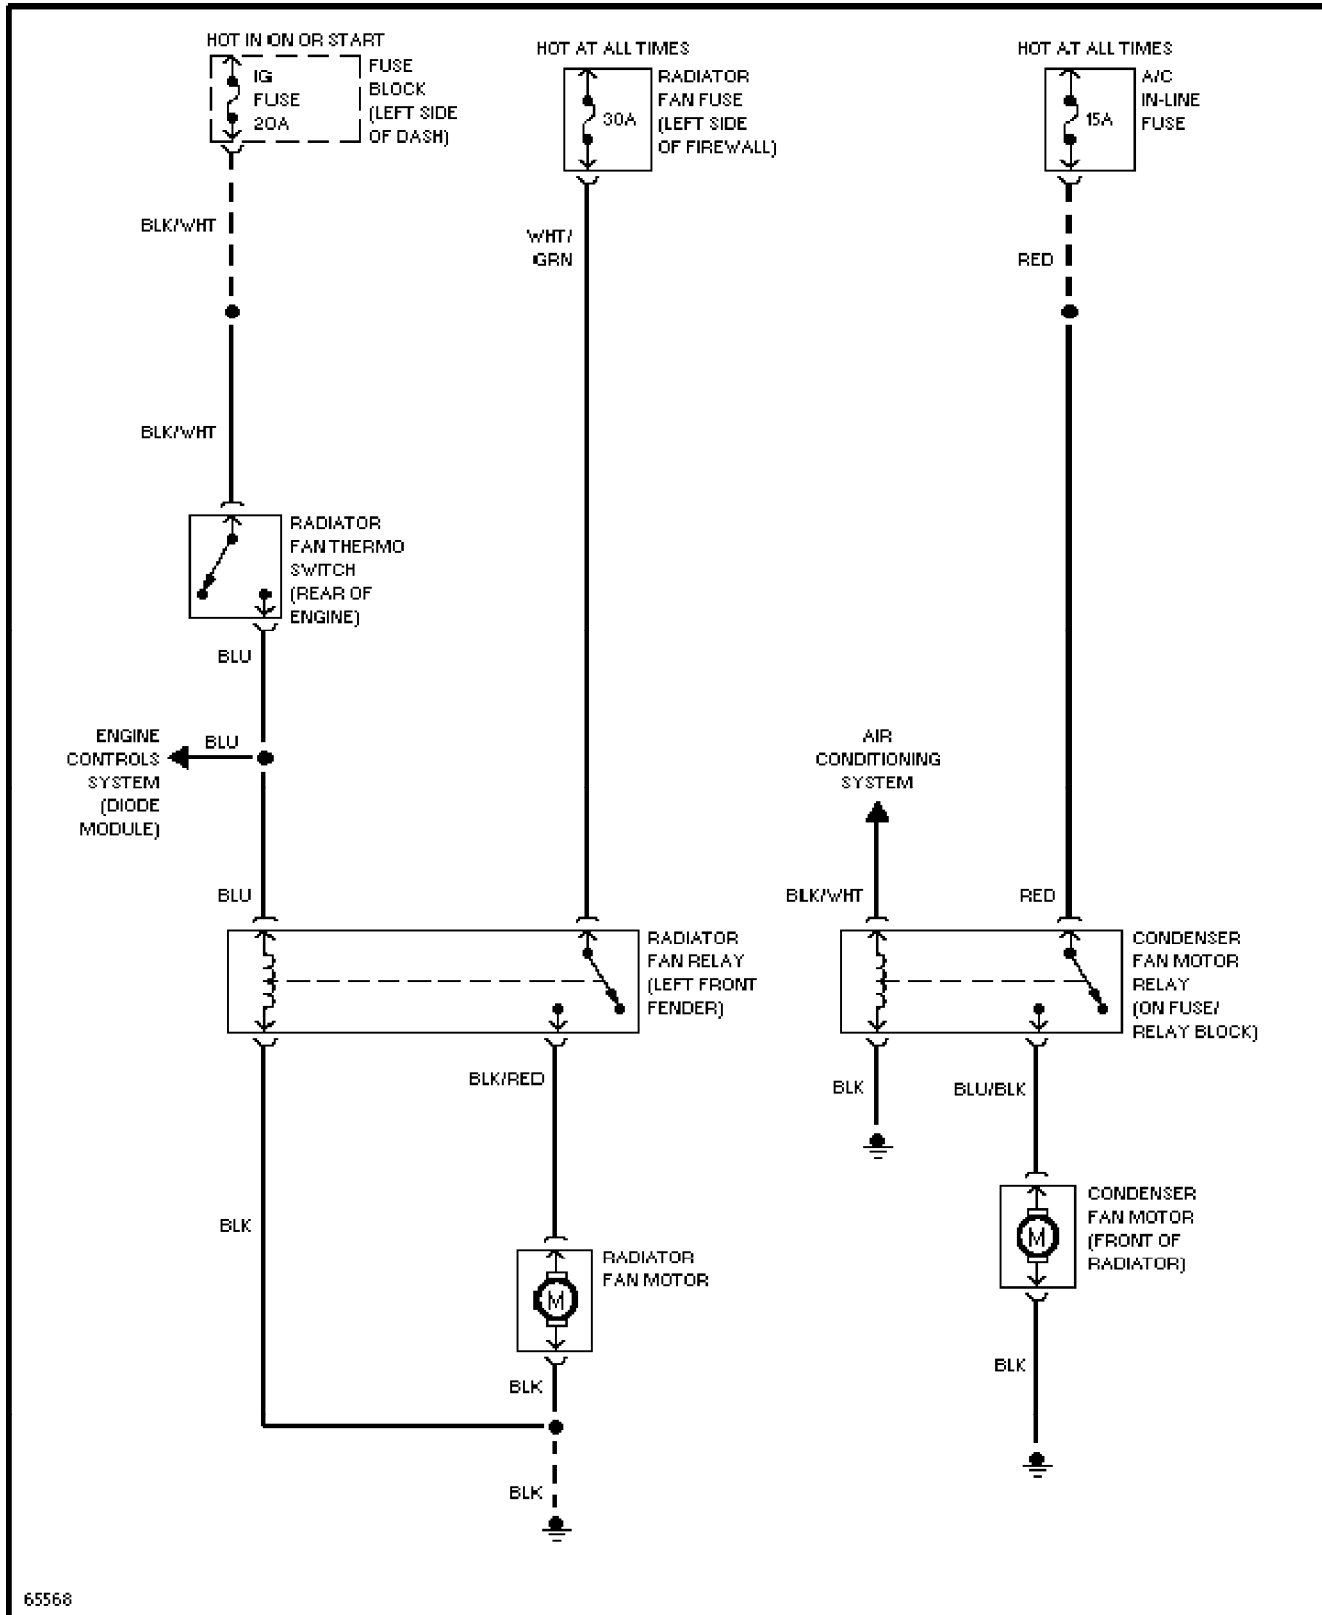 HOT IN ON OR START
IG
FUSE
20A
FUSE
BLOCK
(LEFT SIDE
OF DASH)
HOT AT ALL TIMES
30A
RADIATOR
FAN FUSE
(LEFT SIDE
OF FIREWALL)
HOT AT ALL TIMES
15A
A/C
IN-LINE
FUSE
BLK/WHT
WHT/
GRN
RED
BLK/WHT
RADIATOR
FAN THERMO
SWITCH
(REAR OF
ENGINE)
BLU
ENGINE
CONTROLS
SYSTEM
(DIODE
MODULE)
BLU
AIR
CONDITIONING
SYSTEM
BLU
BLK/WHT
RED
RADIATOR
FAN RELAY
(LEFT FRONT
FENDER)
CONDENSER
FAN MOTOR
RELAY
(ON FUSE/
RELAY BLOCK)
BLK/RED
BLK
BLU/BLK
BLK
M
RADIATOR
FAN MOTOR
M
CONDENSER
FAN MOTOR
(FRONT OF
RADIATOR)
BLK
BLK
BLK
65568